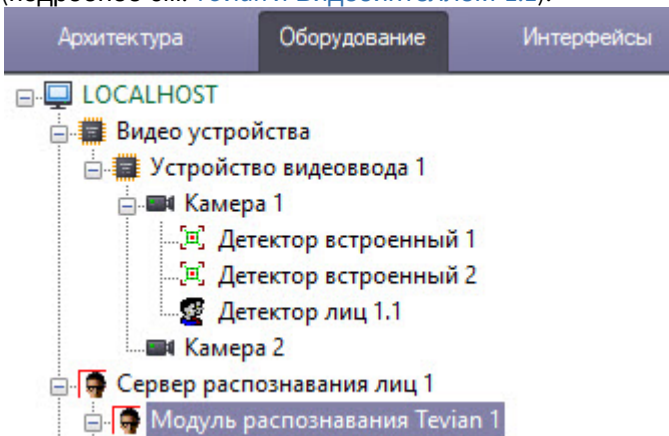 Архитектура Оборудование Интерфейсы
LOCALHOST
Видео устройства
Устройство видеоввода 1
Камера 1
Детектор встроенный 1
Детектор встроенный 2
Детектор лиц 1.1
Камера 2
Сервер распознавания лиц 1
Модуль распознавания Tevian 1